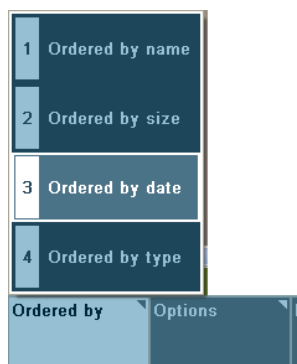 1 Ordered by name
2 Ordered by size
3 Ordered by date
4 Ordered by type
Ordered by Options